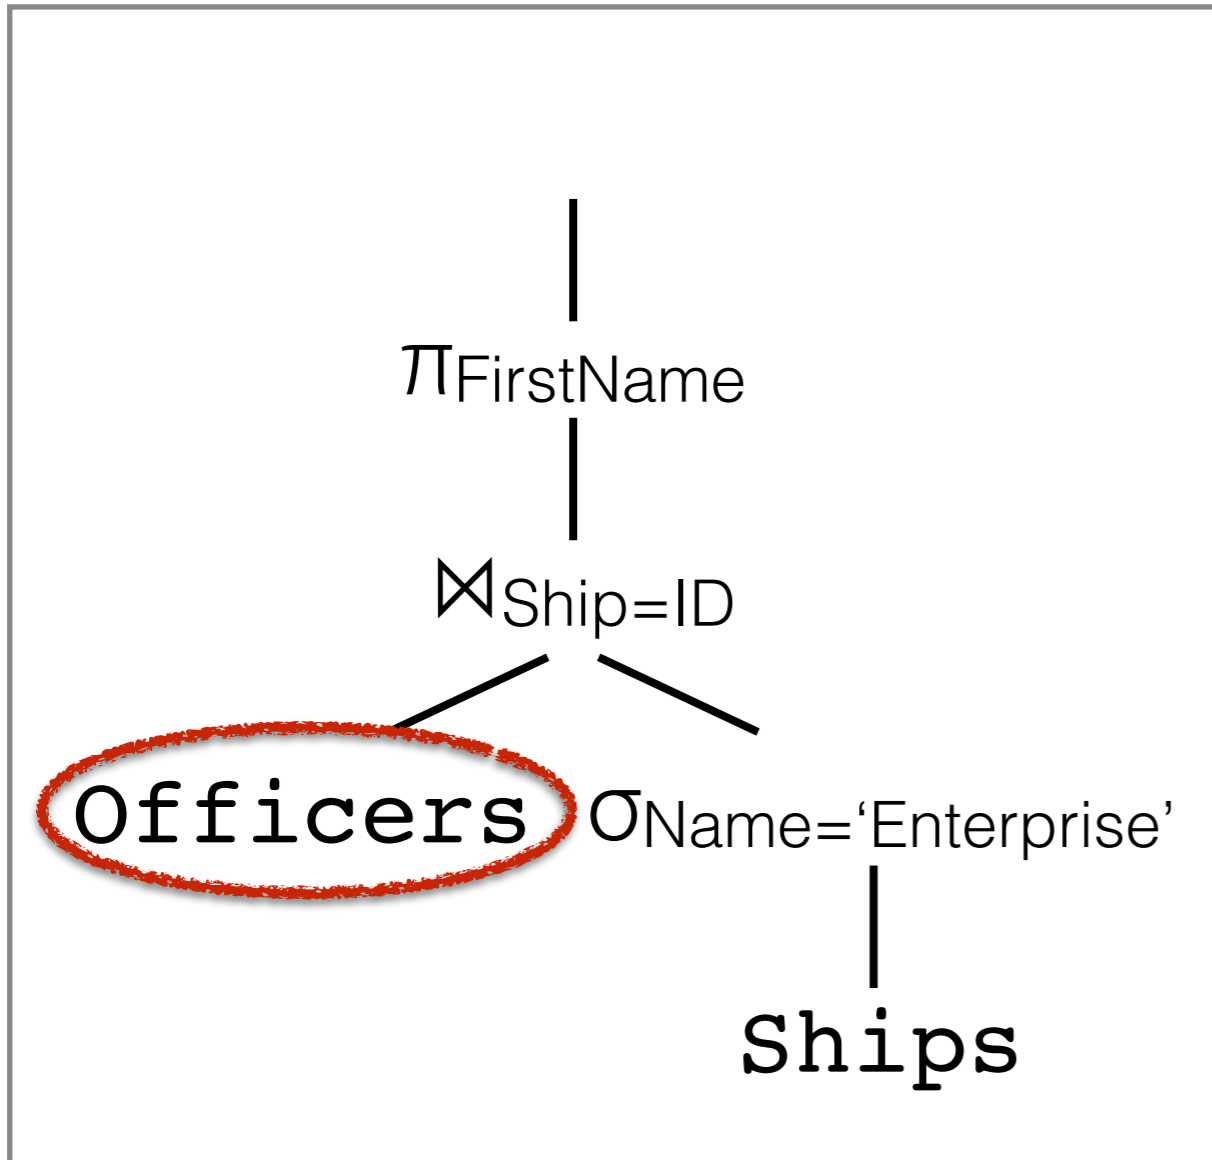 πFirstName
⋈Ship=ID
Officers
σName=‘Enterprise’
Ships